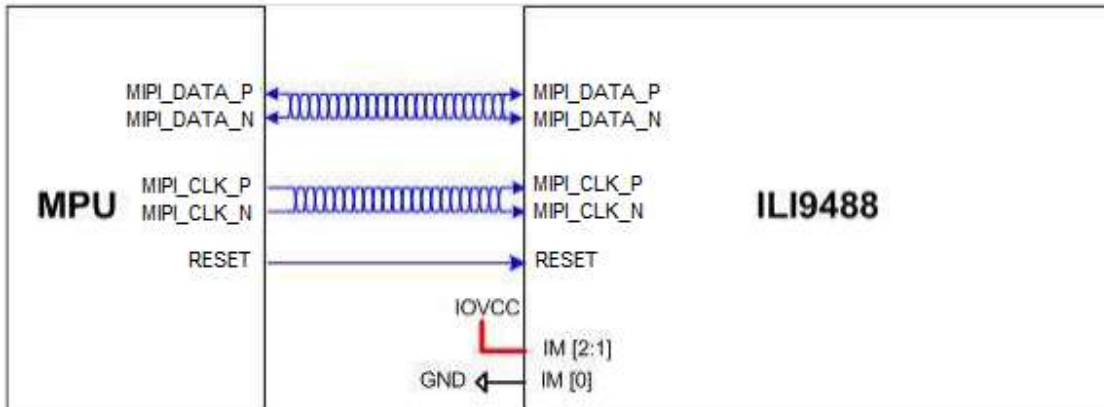 MIPI_DATA_P MIPI_DATA_P
MIPI_DATA_N MIPI_DATA_N
MIPI_CLK_P MIPI_CLK_P
MPU ILI9488
MIPI_CLK_N MIPI_CLK_N
RESET RESET
IOVCC
IM [2:1]
GND IM [0]